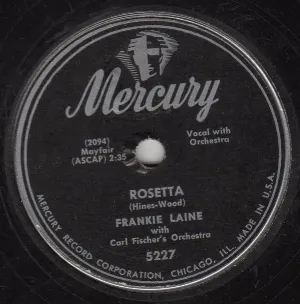 Mercury
(2094)
Mayfair
(ASCAP) 2:35
Vocal with
Orchestra
ROSETTA
(Hines-Wood)
FRANKIE LAINE
with
Carl Fischer's Orchestra
5227
MERCURY RECORD CORPORATION, CHICAGO, ILL. MADE IN U.S.A.